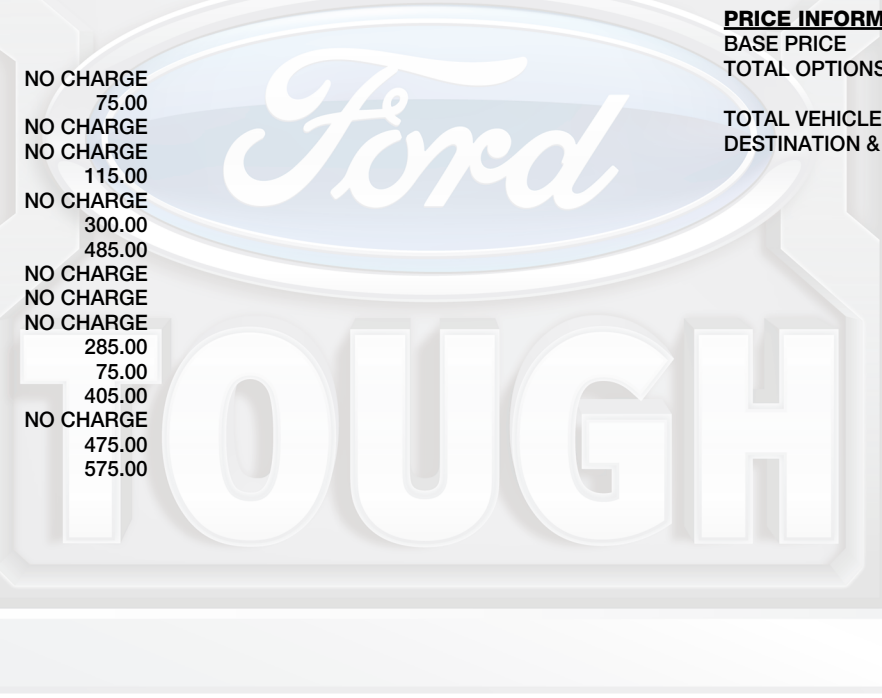 NO CHARGE
75.00
NO CHARGE
NO CHARGE
115.00
NO CHARGE
300.00
485.00
NO CHARGE
NO CHARGE
NO CHARGE
285.00
75.00
405.00
NO CHARGE
475.00
575.00
PRICE INFORM
BASE PRICE
TOTAL OPTIONS
TOTAL VEHICLE
DESTINATION &
Ford
TOUGH